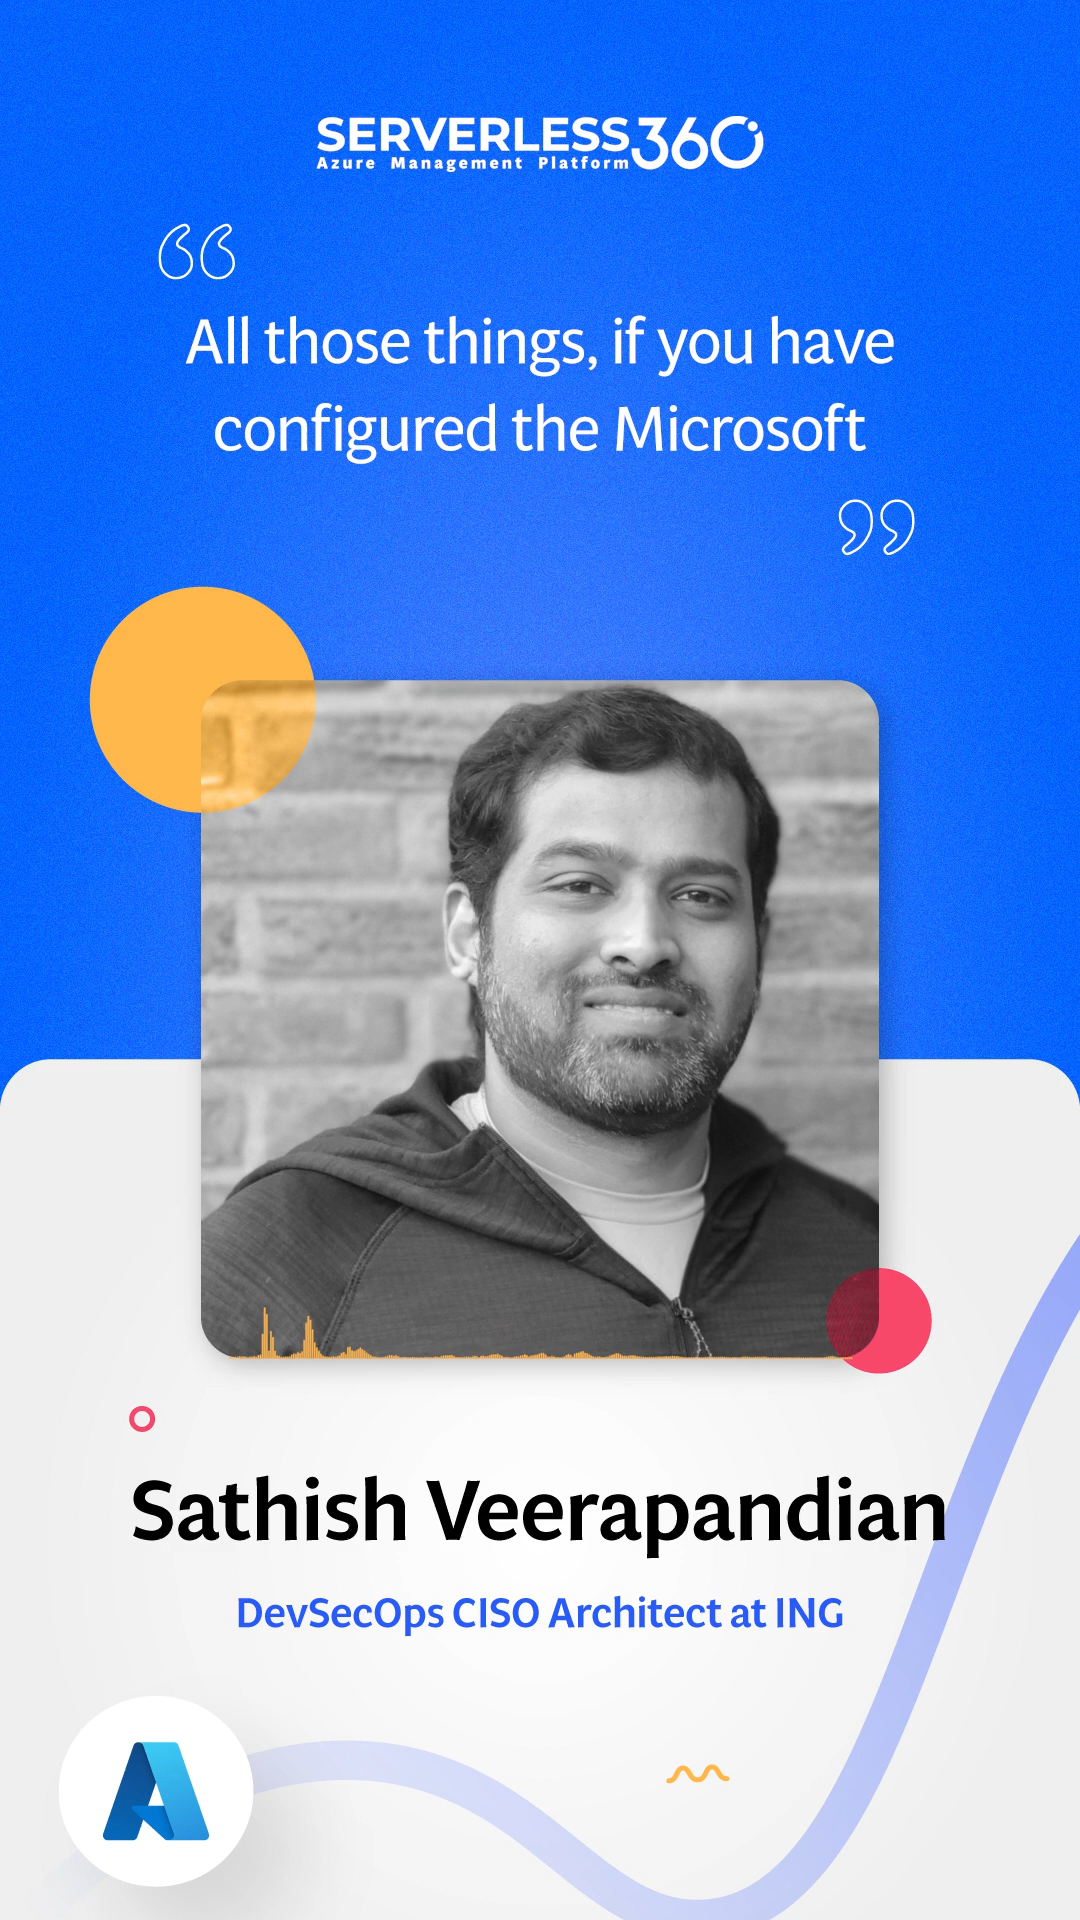 SERVERLESS360
Azure Management Platform
“
All those things, if you have
configured the Microsoft
”
Sathish Veerapandian
DevSecOps CISO Architect at ING